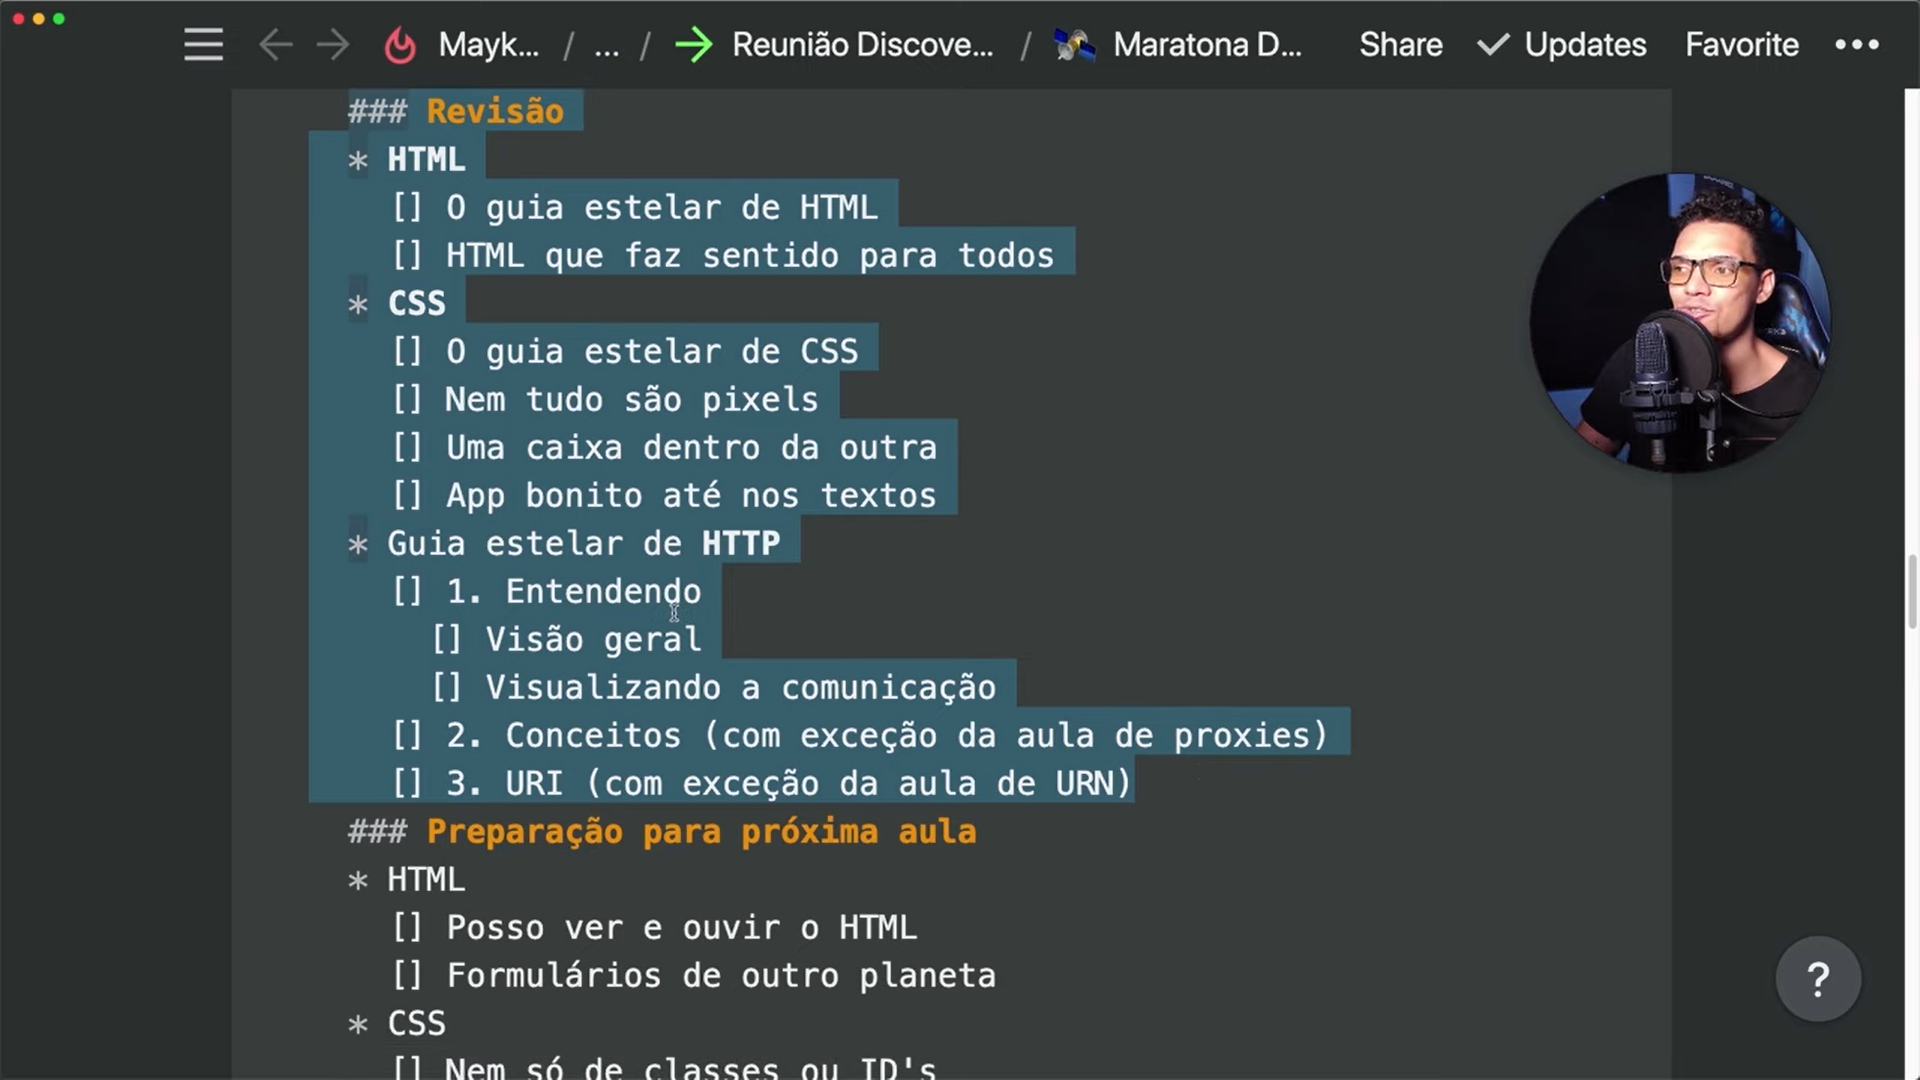 Mayk... / ... / Reunião Discove... / Maratona D... Share Updates Favorite •••
### Revisão
* HTML
[] O guia estelar de HTML
[] HTML que faz sentido para todos
* CSS
[] O guia estelar de CSS
[] Nem tudo são pixels
[] Uma caixa dentro da outra
[] App bonito até nos textos
* Guia estelar de HTTP
[] 1. Entendendo
[] Visão geral
[] Visualizando a comunicação
[] 2. Conceitos (com exceção da aula de proxies)
[] 3. URI (com exceção da aula de URN)
### Preparação para próxima aula
* HTML
[] Posso ver e ouvir o HTML
[] Formulários de outro planeta
* CSS
[] Nem só de classes ou ID's
?